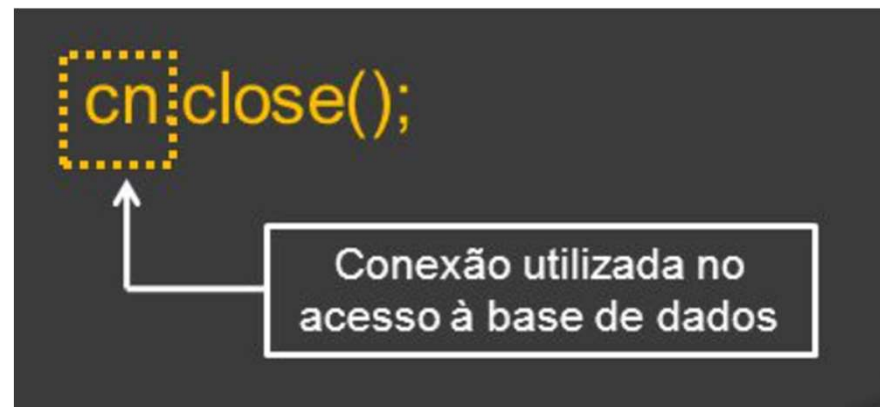 cn.close();
Conexão utilizada no
acesso à base de dados